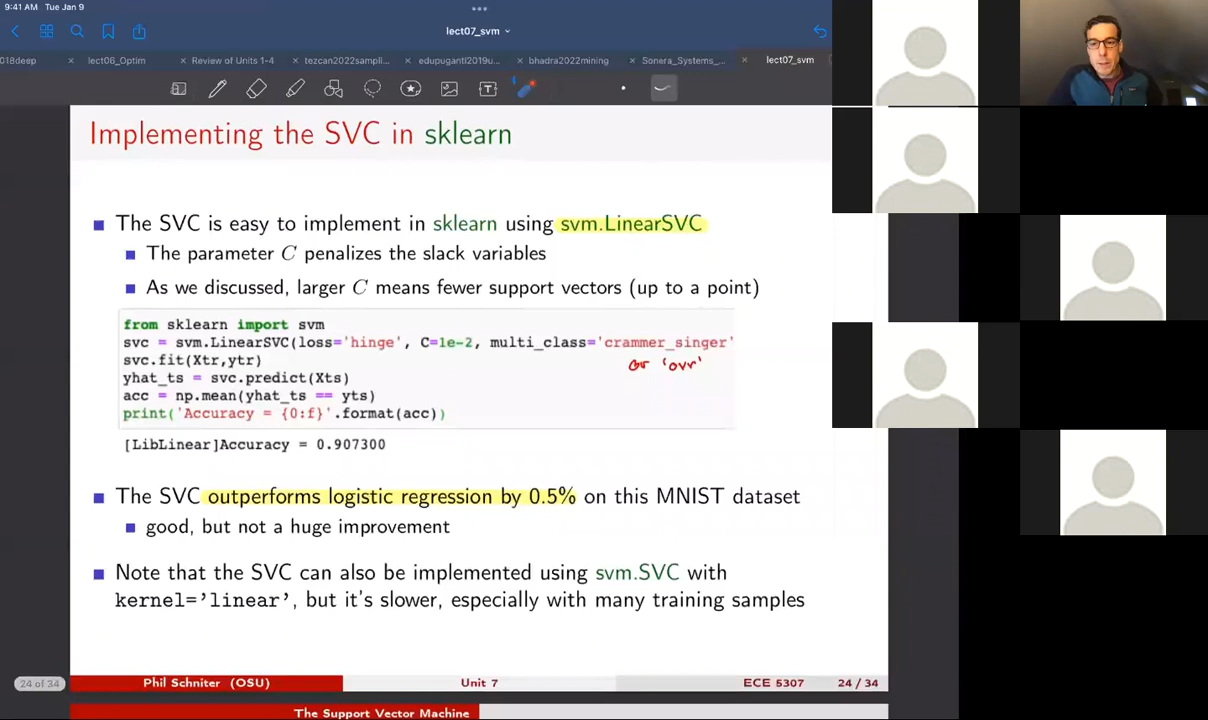 9:41 AM Tue Jan 9
lect07_svm
018deep
lect08_Optim
Review of Units 1-4
tezcan2022sampli...
edupuganti2019u...
bhadra2022mining
Sonera_Systems_...
lect07_svm
Implementing the SVC in sklearn
The SVC is easy to implement in sklearn using svm.LinearSVC
The parameter C penalizes the slack variables
As we discussed, larger C means fewer support vectors (up to a point)
from sklearn import svm
svc = svm.LinearSVC(loss='hinge', C=1e-2, multi_class='crammer_singer'
or 'ovr'
svc.fit(Xtr,ytr)
yhat_ts = svc.predict(Xts)
acc = np.mean(yhat_ts == yts)
print('Accuracy = {0:f}'.format(acc))
[LibLinear]Accuracy = 0.907300
The SVC outperforms logistic regression by 0.5% on this MNIST dataset
good, but not a huge improvement
Note that the SVC can also be implemented using svm.SVC with
kernel='linear', but it's slower, especially with many training samples
24 of 34
Phil Schniter (OSU)
Unit 7
ECE 5307
24 / 34
The Support Vector Machine